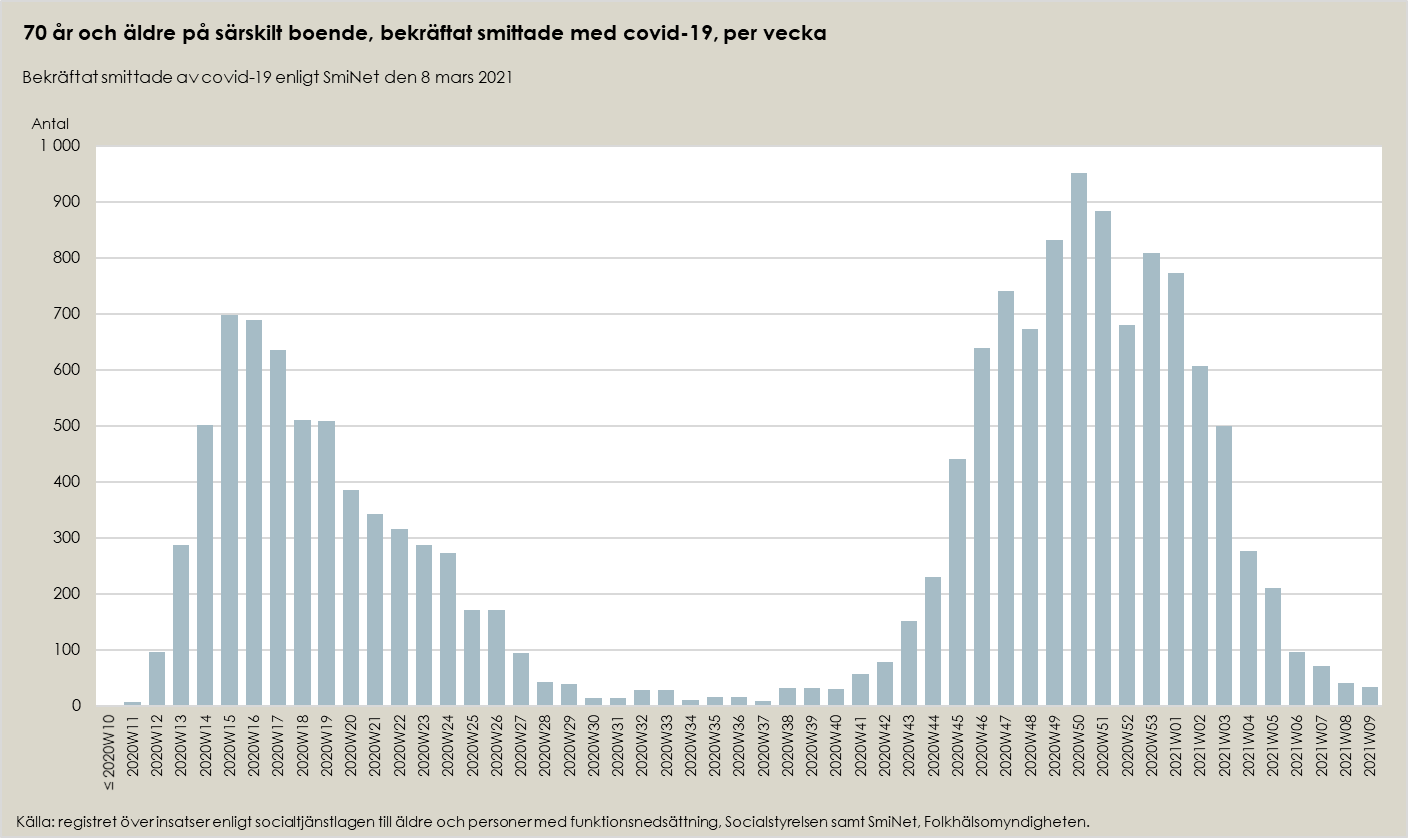 70 år och äldre på särskilt boende, bekräftat smittade med covid-19, per vecka
Bekräftat smittade av covid-19 enligt SmiNet den 8 mars 2021
Antal
1 000
900
800
700
600
500
400
300
200
100
0
≤ 2020W10
2020W11
2020W12
2020W13
2020W14
2020W15
2020W16
2020W17
2020W18
2020W19
2020W20
2020W21
2020W22
2020W23
2020W24
2020W25
2020W26
2020W27
2020W28
2020W29
2020W30
2020W31
2020W32
2020W33
2020W34
2020W35
2020W36
2020W37
2020W38
2020W39
2020W40
2020W41
2020W42
2020W43
2020W44
2020W45
2020W46
2020W47
2020W48
2020W49
2020W50
2020W51
2020W52
2020W53
2021W01
2021W02
2021W03
2021W04
2021W05
2021W06
2021W07
2021W08
2021W09
Källa: registret över insatser enligt socialtjänstlagen till äldre och personer med funktionsnedsättning, Socialstyrelsen samt SmiNet, Folkhälsomyndigheten.